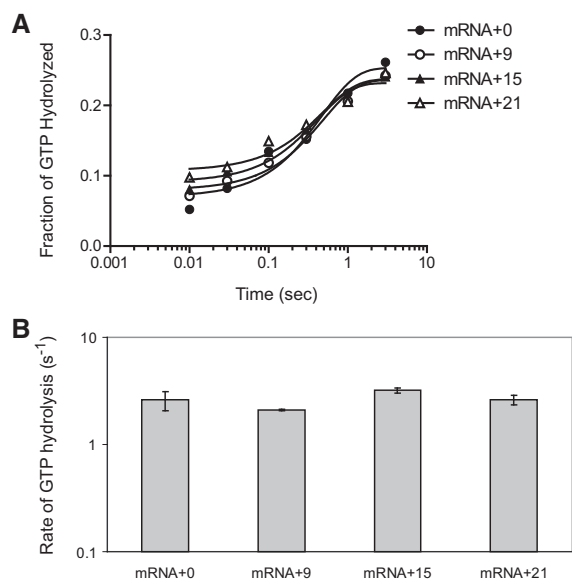 A
Fraction of GTP Hydrolyzed
0.3
0.2
0.1
0.0
0.001 0.01 0.1 1 10
Time (sec)
mRNA+0
mRNA+9
mRNA+15
mRNA+21
B
Rate of GTP hydrolysis (s⁻¹)
10
1
0.1
mRNA+0 mRNA+9 mRNA+15 mRNA+21